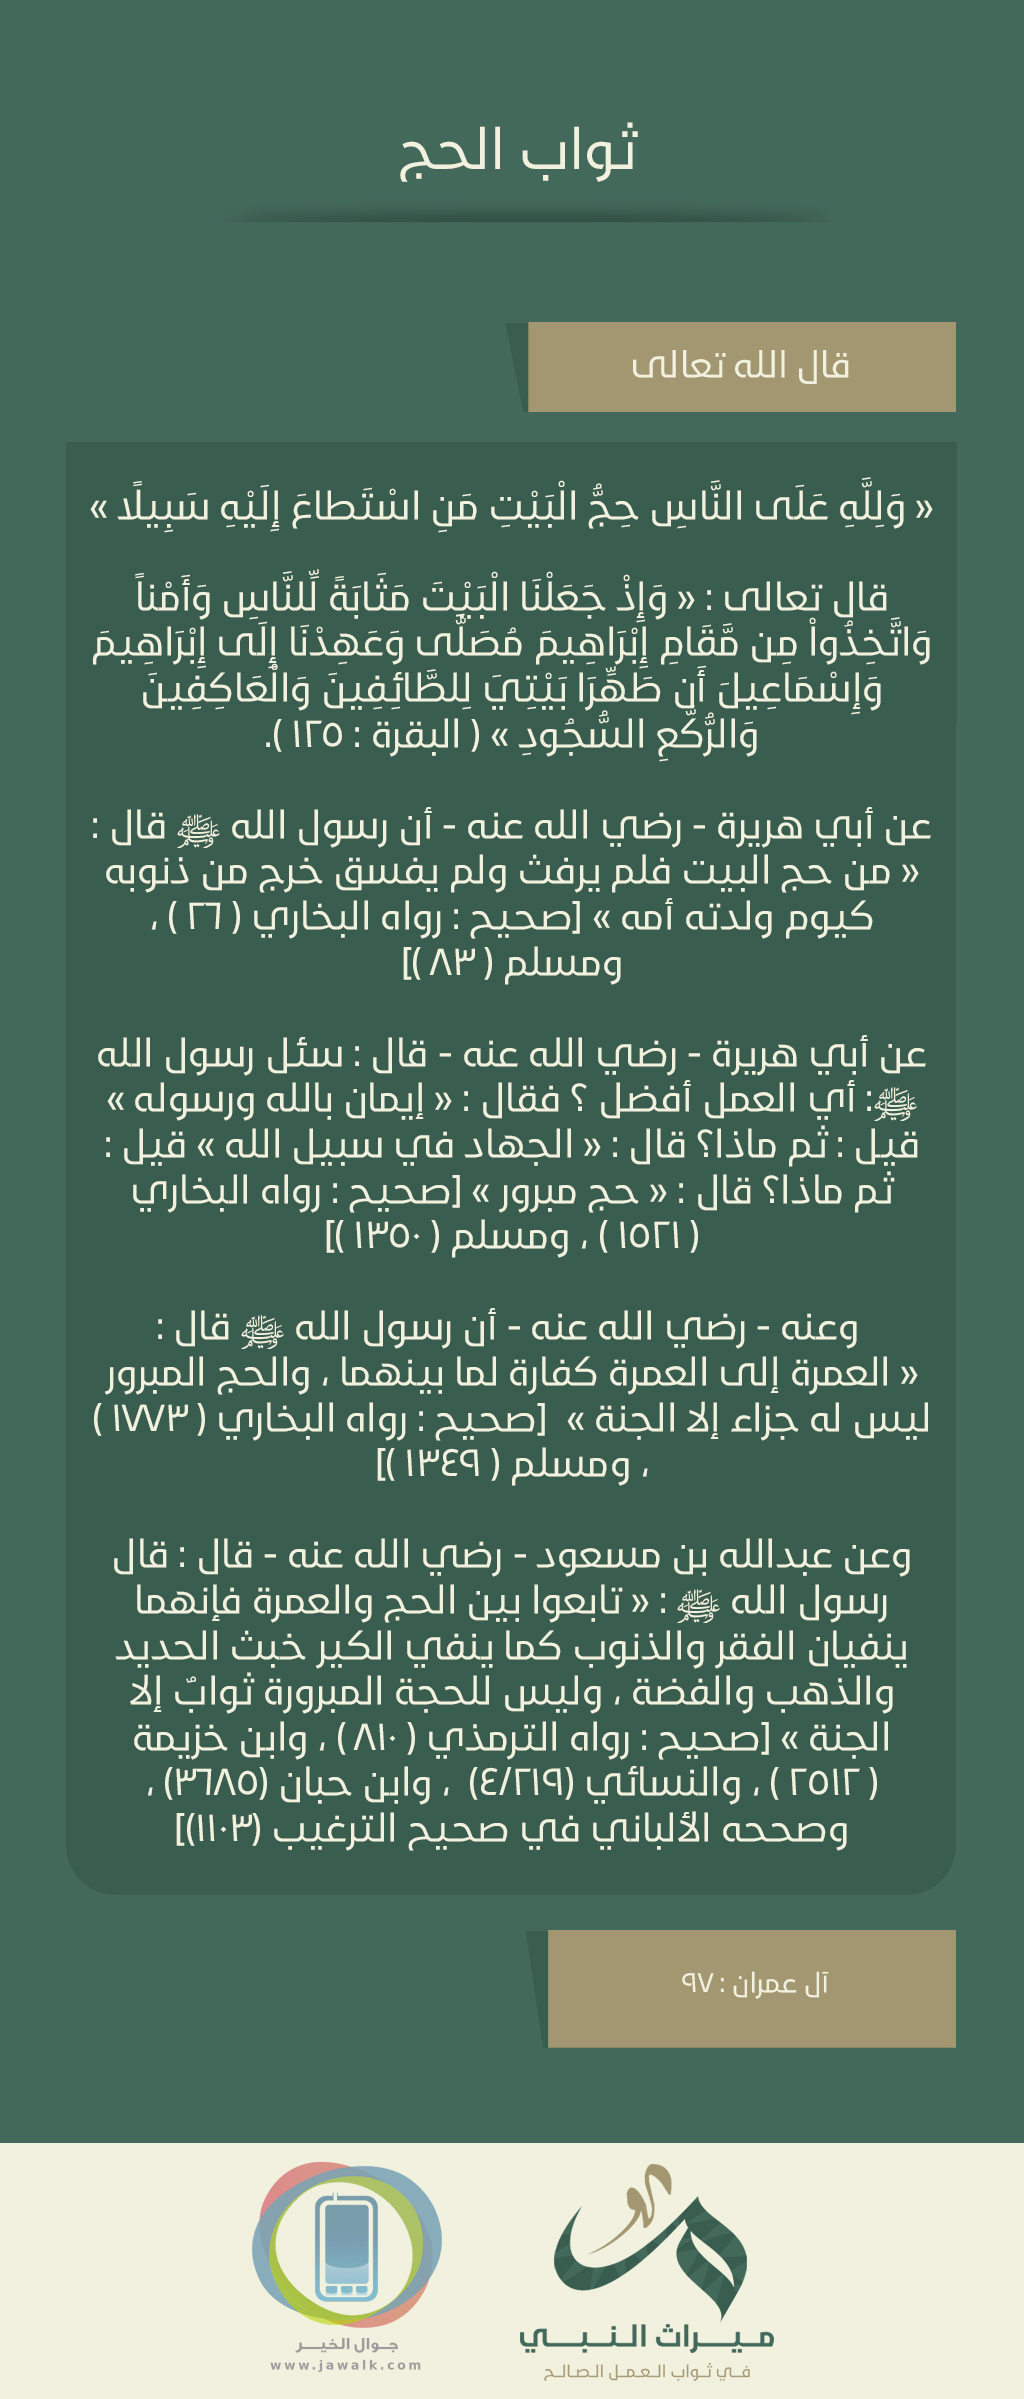 ثواب الحج
قال الله تعالى
« وَلِلَّهِ عَلَى النَّاسِ حِجُّ الْبَيْتِ مَنِ اسْتَطاعَ إِلَيْهِ سَبِيلًا »
قال تعالى : « وَإِذْ جَعَلْنَا الْبَيْتَ مَثَابَةً لِّلنَّاسِ وَأَمْناً
وَاتَّخِذُواْ مِن مَّقَامِ إِبْرَاهِيمَ مُصَلًّى وَعَهِدْنَا إِلَى إِبْرَاهِيمَ
وَإِسْمَاعِيلَ أَن طَهِّرَا بَيْتِيَ لِلطَّائِفِينَ وَالْعَاكِفِينَ
وَالرُّكَّعِ السُّجُودِ » ( البقرة : ١٢٥ ).
عن أبي هريرة - رضي الله عنه - أن رسول الله ﷺ قال :
« من حج البيت فلم يرفث ولم يفسق خرج من ذنوبه
كيوم ولدته أمه » [صحيح : رواه البخاري ( ٢٦ ) ،
ومسلم ( ٨٣ )]
عن أبي هريرة - رضي الله عنه - قال : سئل رسول الله
ﷺ: أي العمل أفضل ؟ فقال : « إيمان بالله ورسوله »
قيل : ثم ماذا؟ قال : « الجهاد في سبيل الله » قيل :
ثم ماذا؟ قال : « حج مبرور » [صحيح : رواه البخاري
( ١٥٢١ ) ، ومسلم ( ١٣٥٠ )]
وعنه - رضي الله عنه - أن رسول الله ﷺ قال :
« العمرة إلى العمرة كفارة لما بينهما ، والحج المبرور
ليس له جزاء إلا الجنة » [صحيح : رواه البخاري ( ١٧٧٣ )
، ومسلم ( ١٣٤٩ )]
وعن عبدالله بن مسعود - رضي الله عنه - قال : قال
رسول الله ﷺ : « تابعوا بين الحج والعمرة فإنهما
ينفيان الفقر والذنوب كما ينفي الكير خبث الحديد
والذهب والفضة ، وليس للحجة المبرورة ثوابٌ إلا
الجنة » [صحيح : رواه الترمذي ( ٨١٠ ) ، وابن خزيمة
( ٢٥١٢ ) ، والنسائي (٤/٢١٩) ، وابن حبان (٣٦٨٥) ،
وصححه الألباني في صحيح الترغيب (١١٠٣)]
آل عمران : ٩٧
ميراث النبي
في ثواب العمل الصالح
جوال الخير
www.jawalk.com